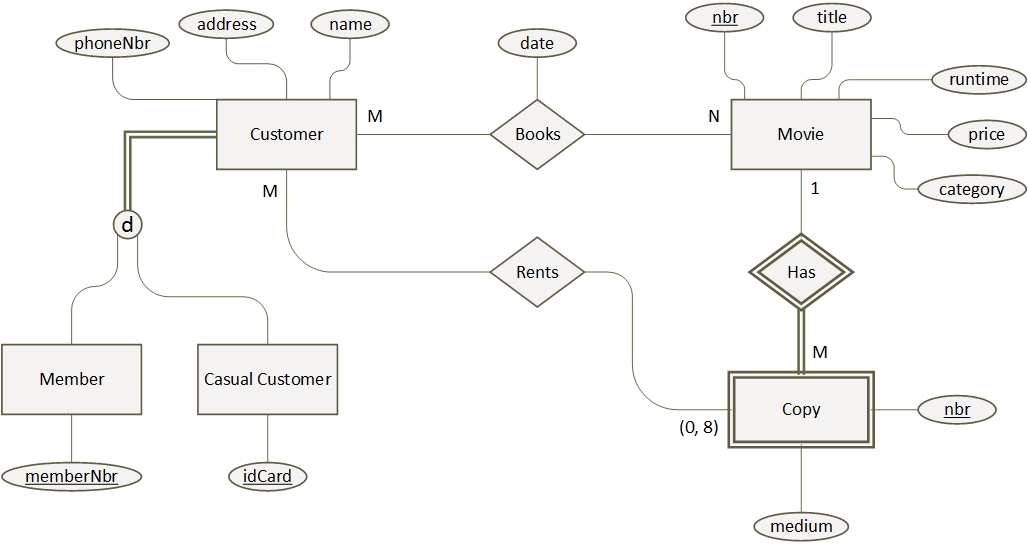 address
name
nbr
title
phoneNbr
date
runtime
Customer
M
Books
N
Movie
price
M
1
category
d
Rents
Has
M
Member
Casual Customer
Copy
nbr
(0, 8)
memberNbr
idCard
medium